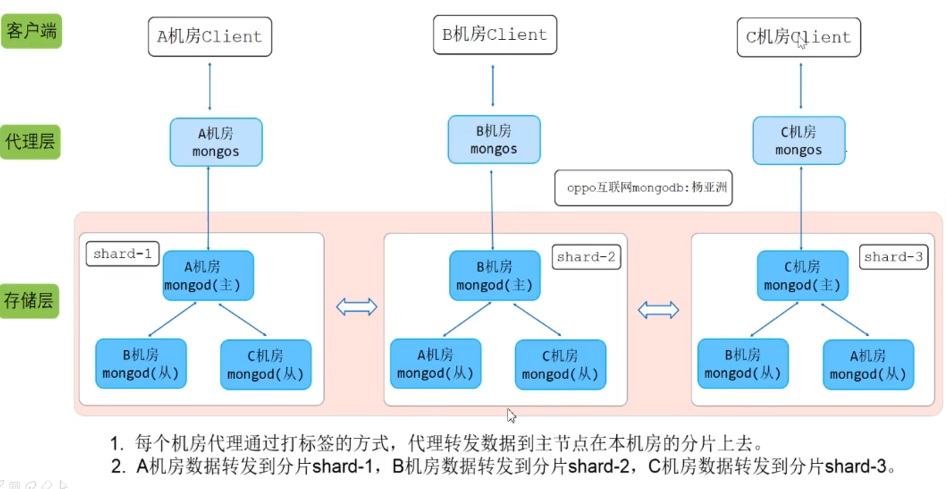 客户端
A机房Client
B机房Client
C机房Client
代理层
A机房
mongos
B机房
mongos
C机房
mongos
oppo互联网mongodb:杨亚洲
存储层
shard-1
A机房
mongod(主)
B机房
mongod(从)
C机房
mongod(从)
shard-2
B机房
mongod(主)
A机房
mongod(从)
C机房
mongod(从)
shard-3
C机房
mongod(主)
B机房
mongod(从)
A机房
mongod(从)
1. 每个机房代理通过打标签的方式，代理转发数据到主节点在本机房的分片上去。
2. A机房数据转发到分片shard-1，B机房数据转发到分片shard-2，C机房数据转发到分片shard-3。